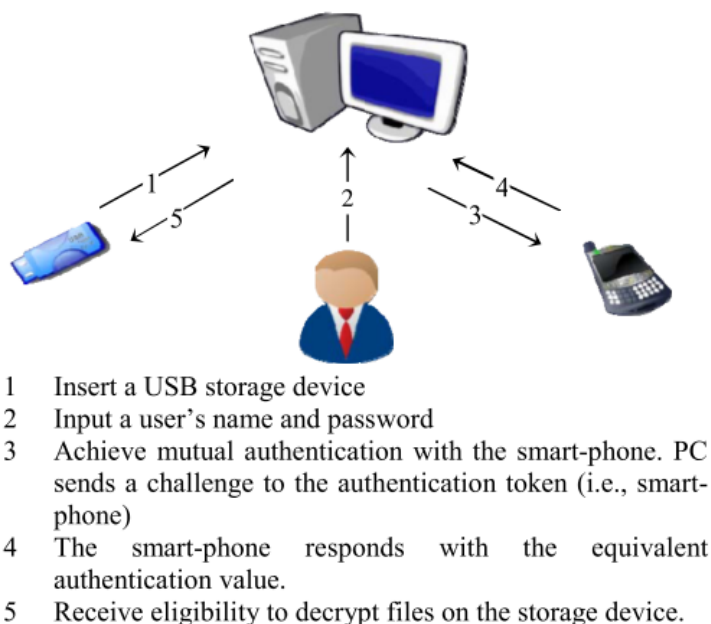 1
5
2
4
3
1 Insert a USB storage device
2 Input a user's name and password
3 Achieve mutual authentication with the smart-phone. PC
sends a challenge to the authentication token (i.e., smart-
phone)
4 The smart-phone responds with the equivalent
authentication value.
5 Receive eligibility to decrypt files on the storage device.